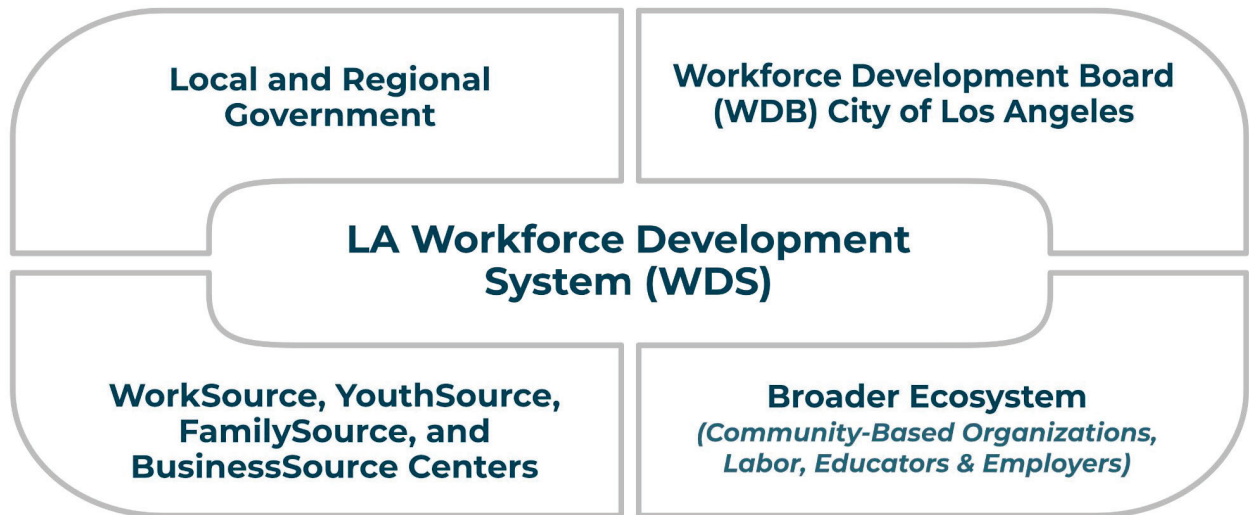 Local and Regional
Government
Workforce Development Board
(WDB) City of Los Angeles
LA Workforce Development
System (WDS)
WorkSource, YouthSource,
FamilySource, and
BusinessSource Centers
Broader Ecosystem
(Community-Based Organizations,
Labor, Educators & Employers)